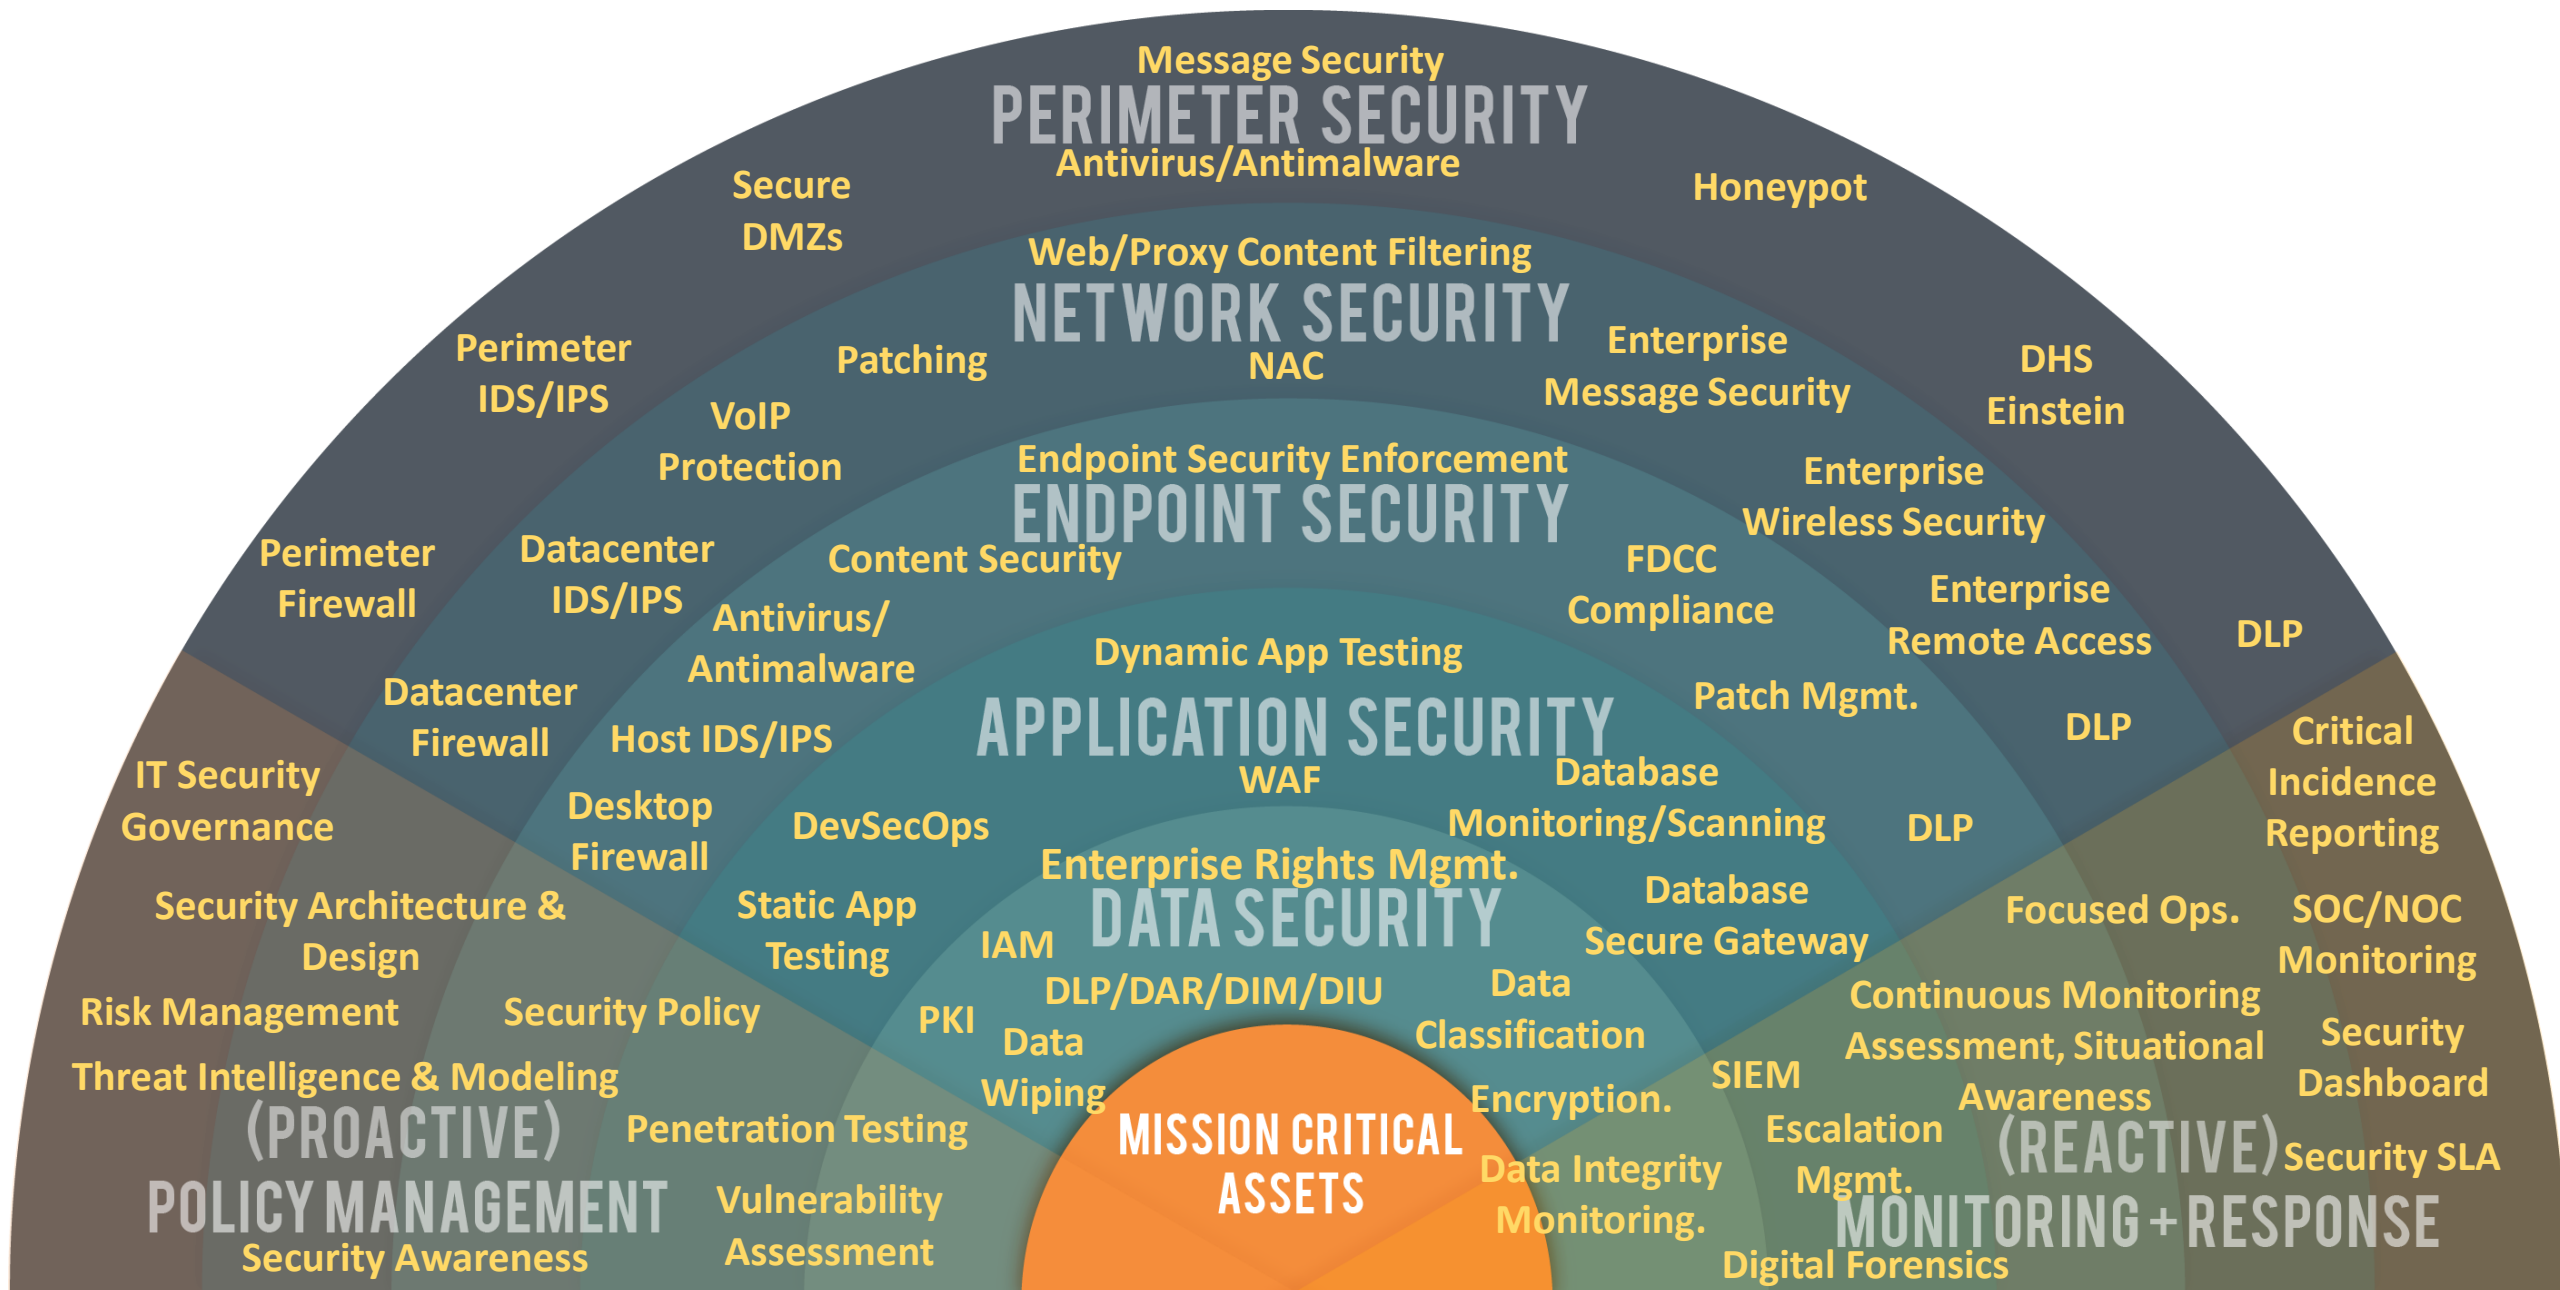 Message Security
PERIMETER SECURITY
Antivirus/Antimalware
Secure
DMZs
Honeypot
Perimeter
IDS/IPS
DHS
Einstein
Perimeter
Firewall
DLP
Web/Proxy Content Filtering
NETWORK SECURITY
NAC
Patching
Enterprise
Message Security
VoIP
Protection
Enterprise
Wireless Security
Datacenter
IDS/IPS
Enterprise
Remote Access
Datacenter
Firewall
DLP
Endpoint Security Enforcement
ENDPOINT SECURITY
Content Security
FDCC
Compliance
Antivirus/
Antimalware
Patch Mgmt.
Host IDS/IPS
Desktop
Firewall
DLP
Dynamic App Testing
APPLICATION SECURITY
WAF
Database
Monitoring/Scanning
DevSecOps
Static App
Testing
Database
Secure Gateway
Enterprise Rights Mgmt.
DATA SECURITY
IAM
DLP/DAR/DIM/DIU
Data
Classification
PKI
Data
Wiping
Encryption.
MISSION CRITICAL
ASSETS
IT Security
Governance
Security Architecture &
Design
Risk Management
Security Policy
Threat Intelligence & Modeling
(PROACTIVE)
POLICY MANAGEMENT
Penetration Testing
Security Awareness
Vulnerability
Assessment
Critical
Incidence
Reporting
Focused Ops.
SOC/NOC
Monitoring
Continuous Monitoring
Assessment, Situational
Awareness
Security
Dashboard
SIEM
Escalation
Mgmt.
(REACTIVE)
Security SLA
MONITORING + RESPONSE
Data Integrity
Monitoring.
Digital Forensics